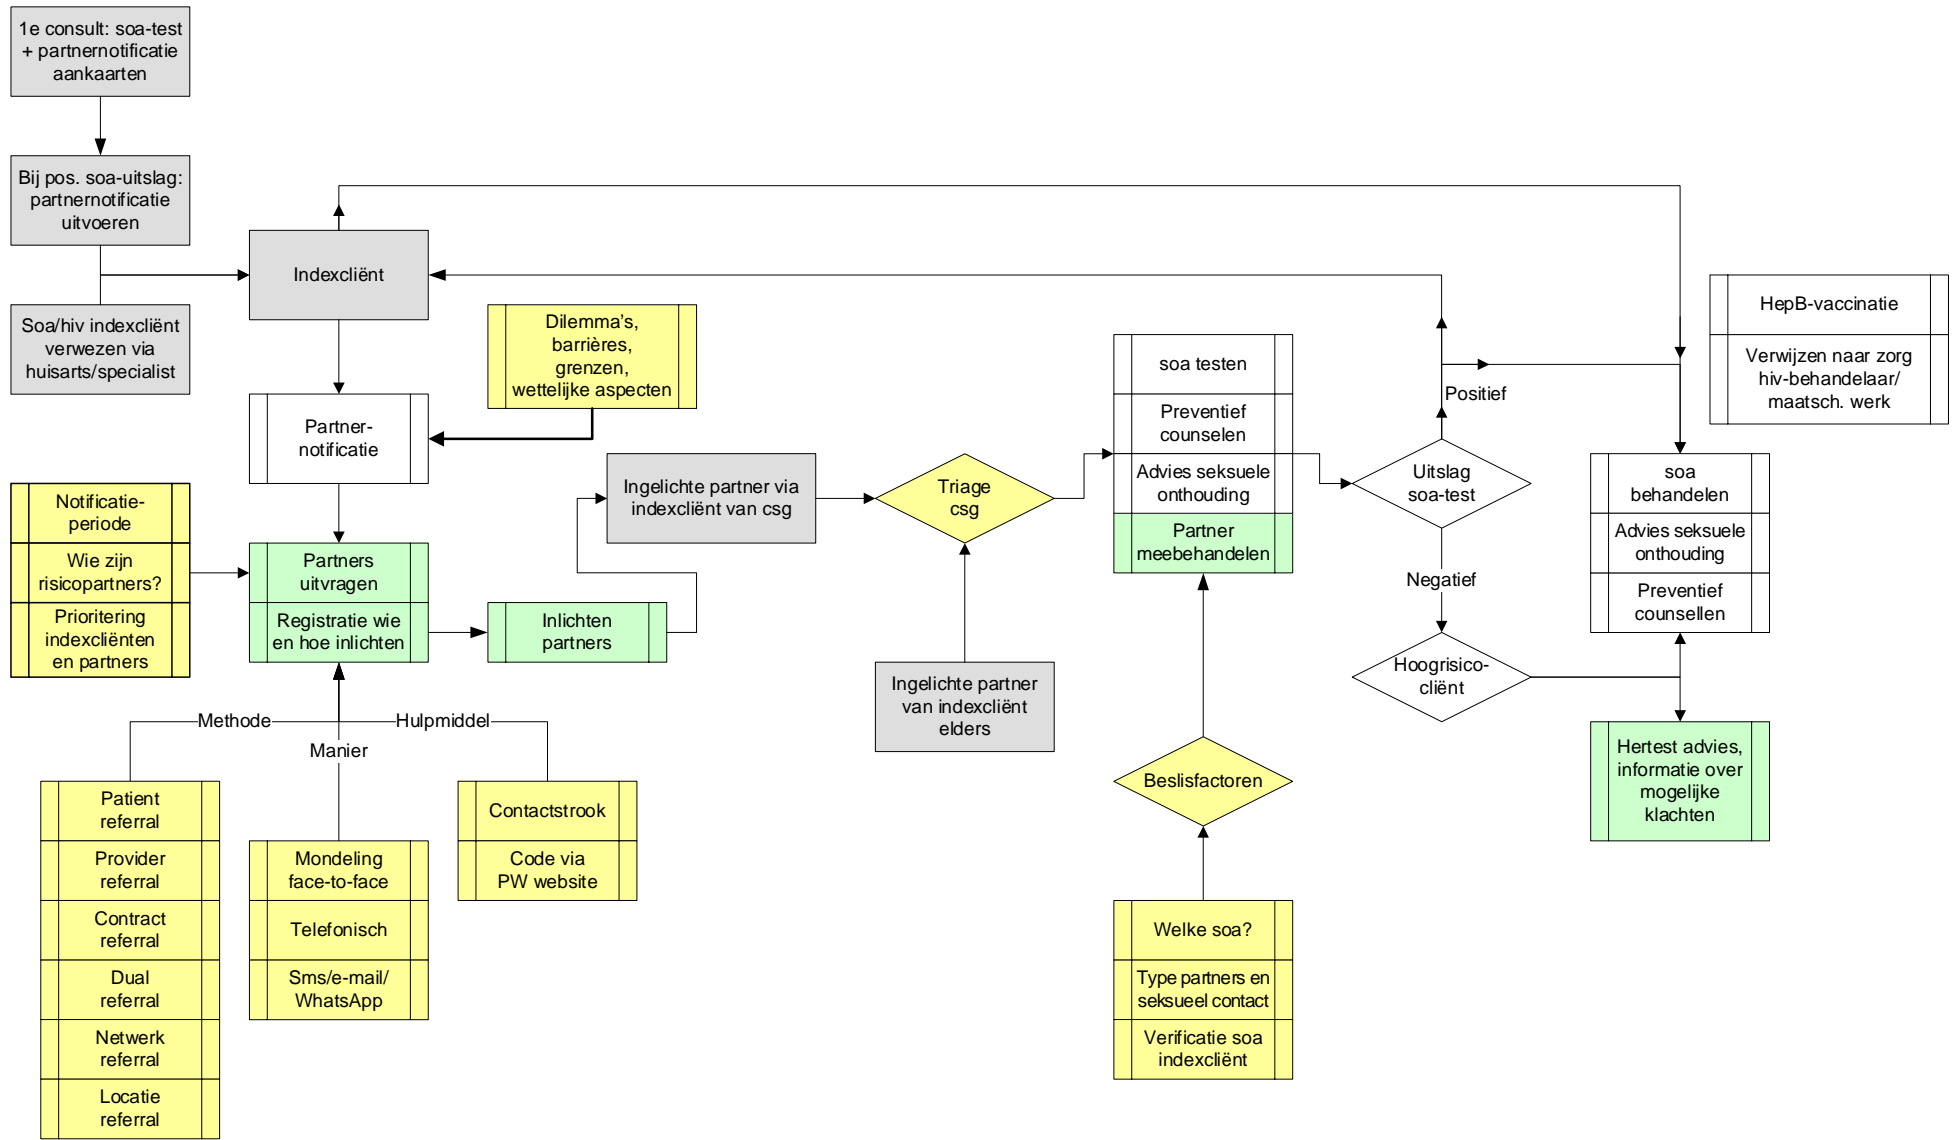 1e consult: soa-test
+ partnernotificatie
aankaarten
Bij pos. soa-uitslag:
partnernotificatie
uitvoeren
Soa/hiv indexcliënt
verwezen via
huisarts/specialist
Indexcliënt
Dilemma’s,
barrières,
grenzen,
wettelijke aspecten
Partner-
notificatie
Notificatie-
periode
Wie zijn
risicopartners?
Prioritering
indexcliënten
en partners
Partners
uitvragen
Registratie wie
en hoe inlichten
Inlichten
partners
Methode
Manier
Hulpmiddel
Patient
referral
Provider
referral
Contract
referral
Dual
referral
Netwerk
referral
Locatie
referral
Mondeling
face-to-face
Telefonisch
Sms/e-mail/
WhatsApp
Contactstrook
Code via
PW website
Ingelichte partner via
indexcliënt van csg
Triage
csg
Ingelichte partner
van indexcliënt
elders
soa testen
Preventief
counselen
Advies seksuele
onthouding
Partner
meebehandelen
Beslisfactoren
Welke soa?
Type partners en
seksueel contact
Verificatie soa
indexcliënt
Positief
Uitslag
soa-test
Negatief
Hoogrisico-
cliënt
HepB-vaccinatie
Verwijzen naar zorg
hiv-behandelaar/
maatsch. werk
soa
behandelen
Advies seksuele
onthouding
Preventief
counsellen
Hertest advies,
informatie over
mogelijke
klachten